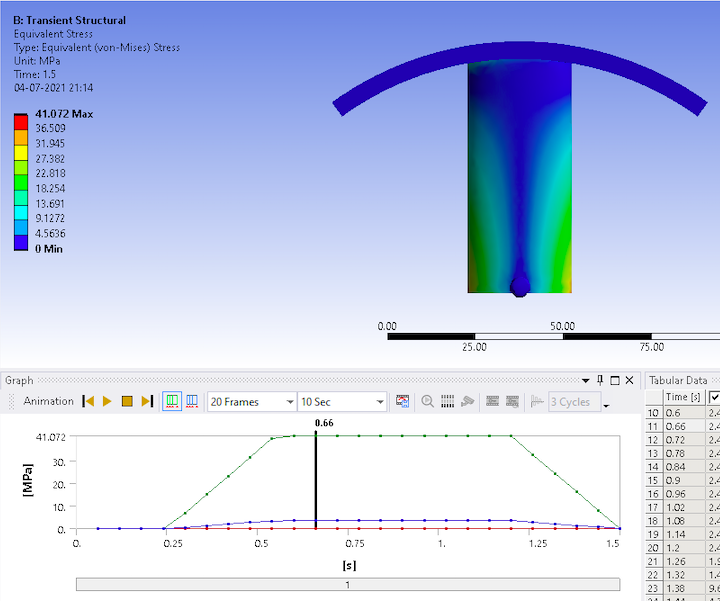 B: Transient Structural
Equivalent Stress
Type: Equivalent (von-Mises) Stress
Unit: MPa
Time: 1.5
04-07-2021 21:14
41.072 Max
36.509
31.945
27.382
22.818
18.254
13.691
9.1272
4.5636
0 Min
0.00 50.00
25.00 75.00
Graph
Animation 20 Frames 10 Sec 3 Cycles
0.66
41.072
30.
20.
10.
0.
[MPa]
0. 0.25 0.5 0.75 1. 1.25 1.5
[s]
1
Tabular Data
Time [s]
10 0.6 2.4
11 0.66 2.4
12 0.72 2.4
13 0.78 2.4
14 0.84 2.4
15 0.9 2.4
16 0.96 2.4
17 1.02 2.4
18 1.08 2.4
19 1.14 2.4
20 1.2 2.4
21 1.26 1.9
22 1.32 1.4
23 1.38 9.6